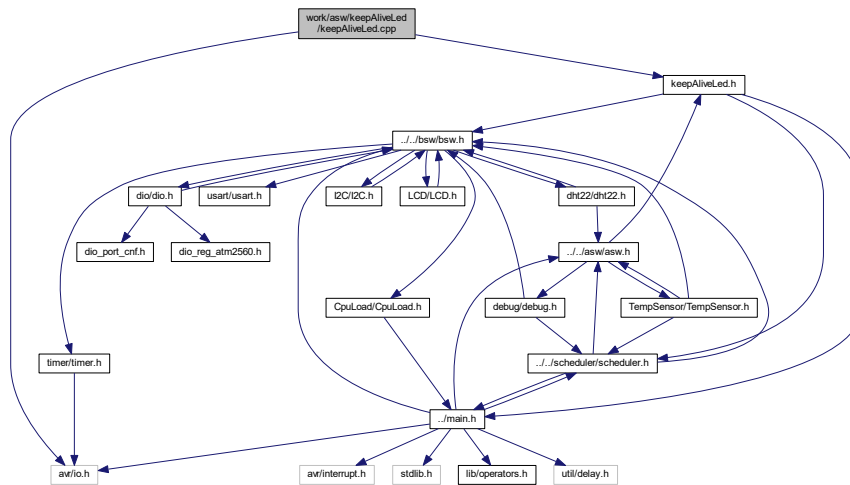 work/asw/keepAliveLed
/keepAliveLed.cpp
keepAliveLed.h
../../bsw/bsw.h
dio/dio.h
usart/usart.h
I2C/I2C.h
LCD/LCD.h
dht22/dht22.h
dio_port_cnf.h
dio_reg_atm2560.h
../../asw/asw.h
CpuLoad/CpuLoad.h
debug/debug.h
TempSensor/TempSensor.h
timer/timer.h
../../scheduler/scheduler.h
../main.h
avr/io.h
avr/interrupt.h
stdlib.h
lib/operators.h
util/delay.h